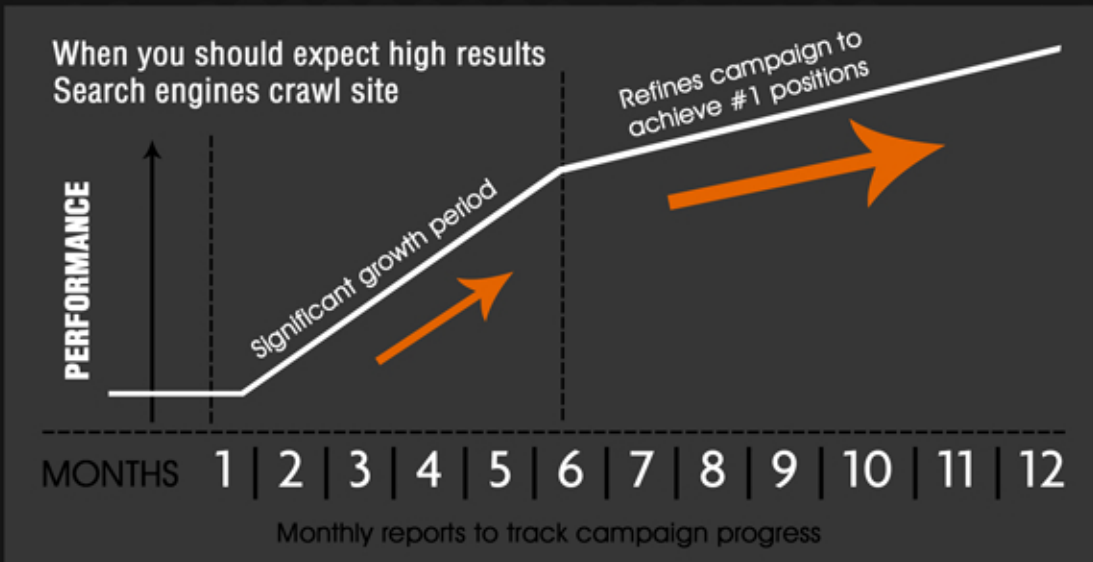 When you should expect high results
Search engines crawl site
Refines campaign to
achieve #1 positions
Significant growth period
PERFORMANCE
MONTHS 1 | 2 | 3 | 4 | 5 | 6 | 7 | 8 | 9 | 10 | 11 | 12
Monthly reports to track campaign progress